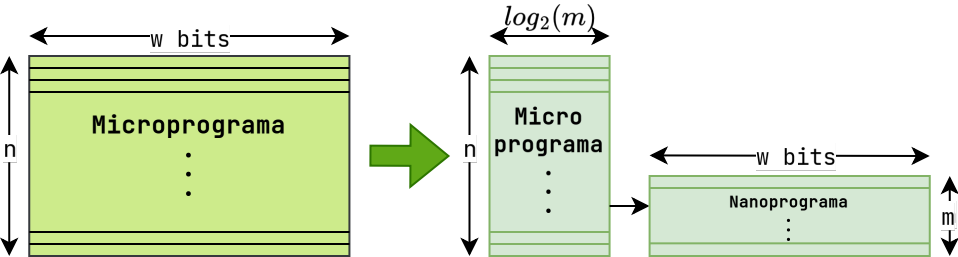 w bits
n
Microprograma
log₂(m)
n
Micro
programa
w bits
Nanoprograma
m